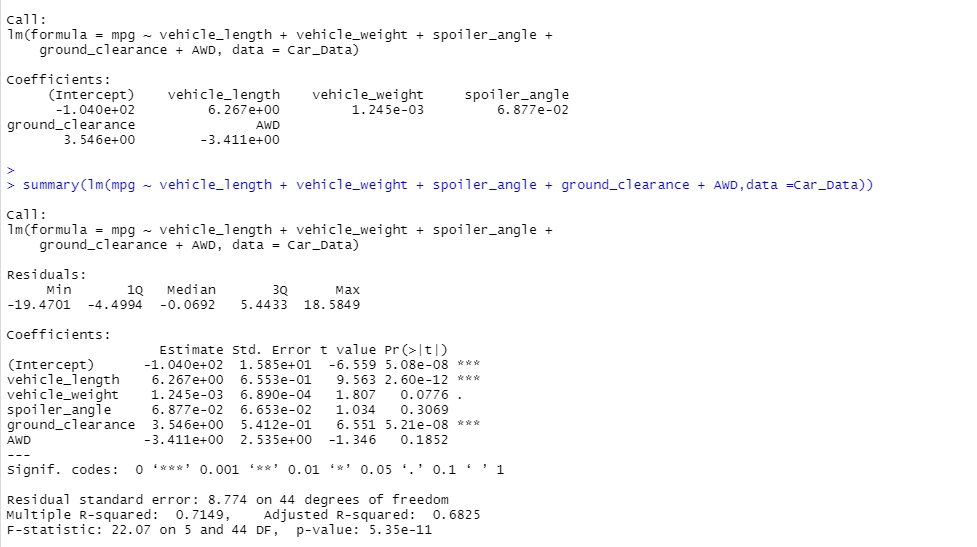 Call:
lm(formula = mpg ~ vehicle_length + vehicle_weight + spoiler_angle +
    ground_clearance + AWD, data = Car_Data)
Coefficients:
     (Intercept)    vehicle_length    vehicle_weight     spoiler_angle
      -1.040e+02         6.267e+00         1.245e-03         6.877e-02
ground_clearance               AWD
       3.546e+00        -3.411e+00
>
> summary(lm(mpg ~ vehicle_length + vehicle_weight + spoiler_angle + ground_clearance + AWD,data =Car_Data))
Call:
lm(formula = mpg ~ vehicle_length + vehicle_weight + spoiler_angle +
    ground_clearance + AWD, data = Car_Data)
Residuals:
     Min       1Q   Median       3Q      Max
-19.4701  -4.4994  -0.0692   5.4433  18.5849
Coefficients:
                   Estimate Std. Error t value Pr(>|t|)
(Intercept)      -1.040e+02  1.585e+01  -6.559 5.08e-08 ***
vehicle_length    6.267e+00  6.553e-01   9.563 2.60e-12 ***
vehicle_weight    1.245e-03  6.890e-04   1.807   0.0776 .
spoiler_angle     6.877e-02  6.653e-02   1.034   0.3069
ground_clearance  3.546e+00  5.412e-01   6.551 5.21e-08 ***
AWD              -3.411e+00  2.535e+00  -1.346   0.1852
---
Signif. codes:  0 ‘***’ 0.001 ‘**’ 0.01 ‘*’ 0.05 ‘.’ 0.1 ‘ ’ 1
Residual standard error: 8.774 on 44 degrees of freedom
Multiple R-squared:  0.7149,    Adjusted R-squared:  0.6825
F-statistic: 22.07 on 5 and 44 DF,  p-value: 5.35e-11